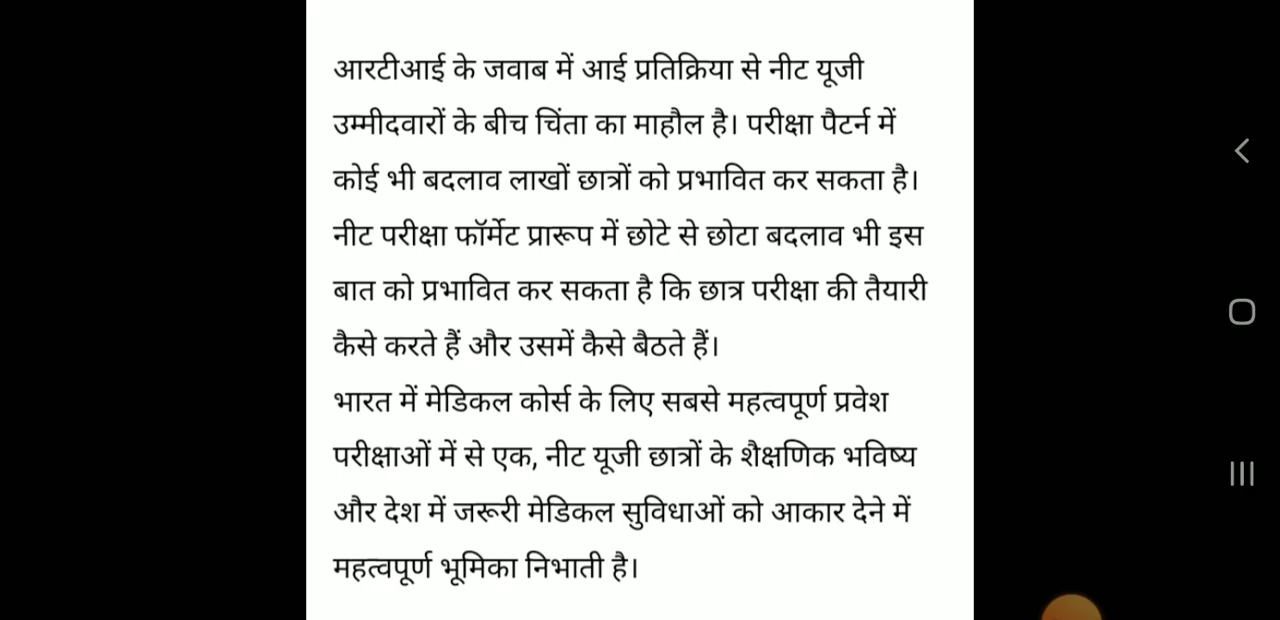 आरटीआई के जवाब में आई प्रतिक्रिया से नीट यूजी
उम्मीदवारों के बीच चिंता का माहौल है। परीक्षा पैटर्न में
कोई भी बदलाव लाखों छात्रों को प्रभावित कर सकता है।
नीट परीक्षा फॉर्मेट प्रारूप में छोटे से छोटा बदलाव भी इस
बात को प्रभावित कर सकता है कि छात्र परीक्षा की तैयारी
कैसे करते हैं और उसमें कैसे बैठते हैं।
भारत में मेडिकल कोर्स के लिए सबसे महत्वपूर्ण प्रवेश
परीक्षाओं में से एक, नीट यूजी छात्रों के शैक्षणिक भविष्य
और देश में जरूरी मेडिकल सुविधाओं को आकार देने में
महत्वपूर्ण भूमिका निभाती है।